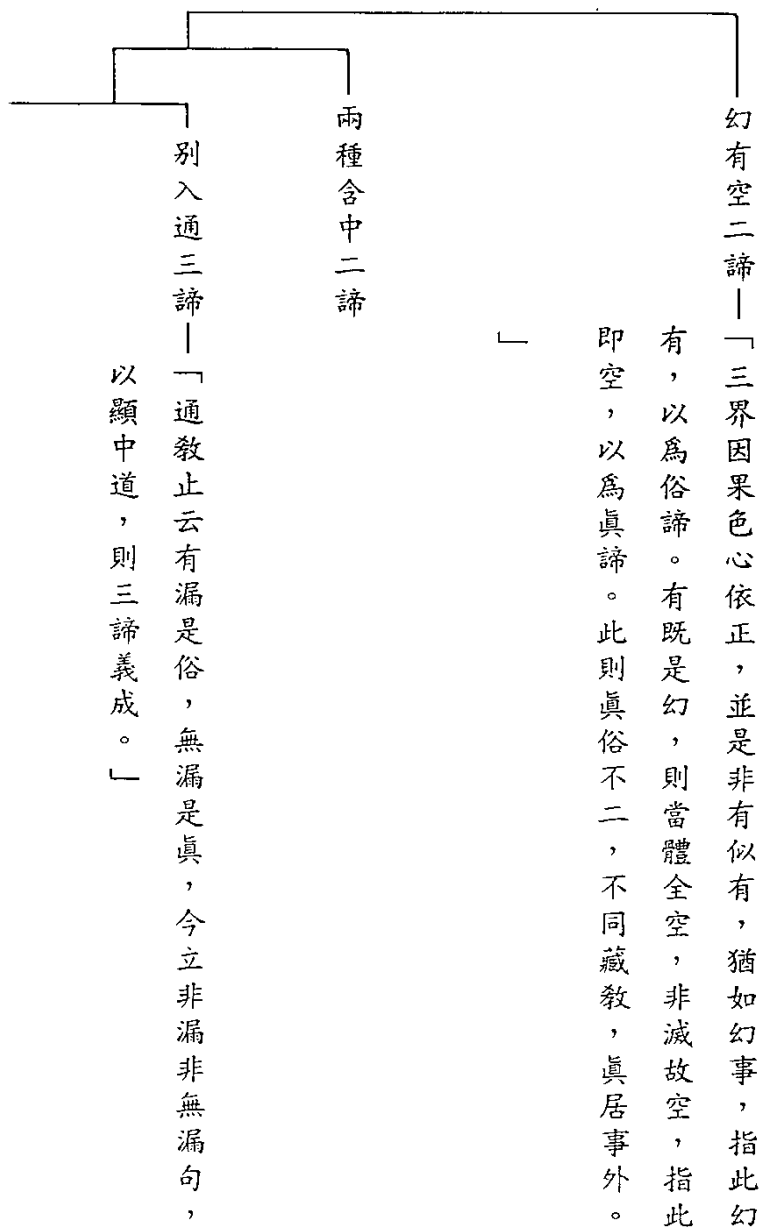 幻有空二諦—「三界因果色心依正，並是非有似有，猶如幻事，指此幻
有，以爲俗諦。有既是幻，則當體全空，非滅故空，指此
即空，以爲眞諦。此則眞俗不二，不同藏教，眞居事外。
」
兩種含中二諦
別入通三諦—「通教止云有漏是俗，無漏是眞，今立非漏非無漏句，
以顯中道，則三諦義成。」